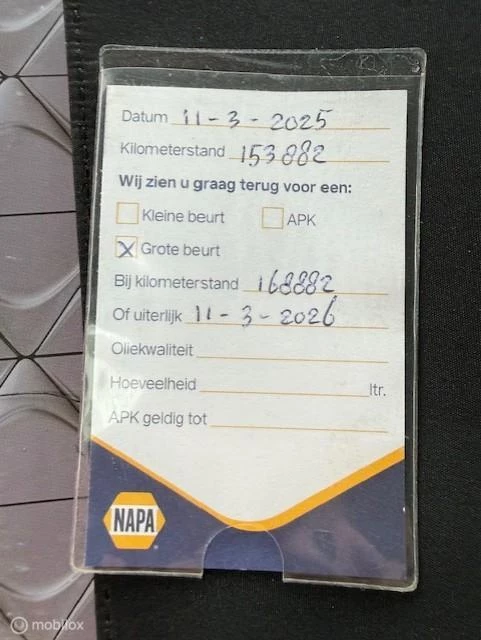 Datum 11-3-2025
Kilometerstand 153882
Wij zien u graag terug voor een:
Kleine beurt APK
X Grote beurt
Bij kilometerstand 168882
Of uiterlijk 11-3-2026
Oliekwaliteit
Hoeveelheid ltr.
APK geldig tot
NAPA
mobilox